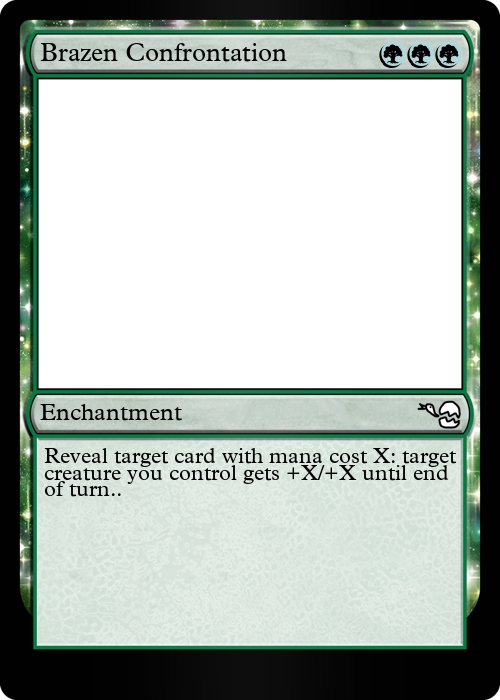 Brazen Confrontation
Enchantment
Reveal target card with mana cost X: target
creature you control gets +X/+X until end
of turn..